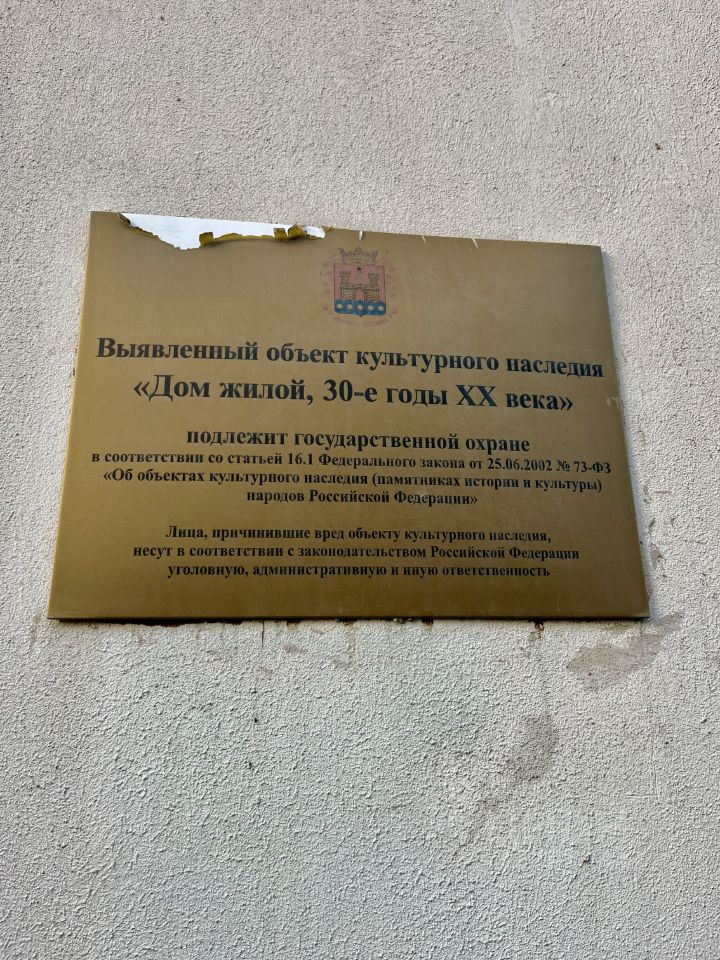 Выявленный объект культурного наследия
«Дом жилой, 30-е годы XX века»
подлежит государственной охране
в соответствии со статьей 16.1 Федерального закона от 25.06.2002 № 73-ФЗ
«Об объектах культурного наследия (памятниках истории и культуры)
народов Российской Федерации»
Лица, причинившие вред объекту культурного наследия,
несут в соответствии с законодательством Российской Федерации
уголовную, административную и иную ответственность